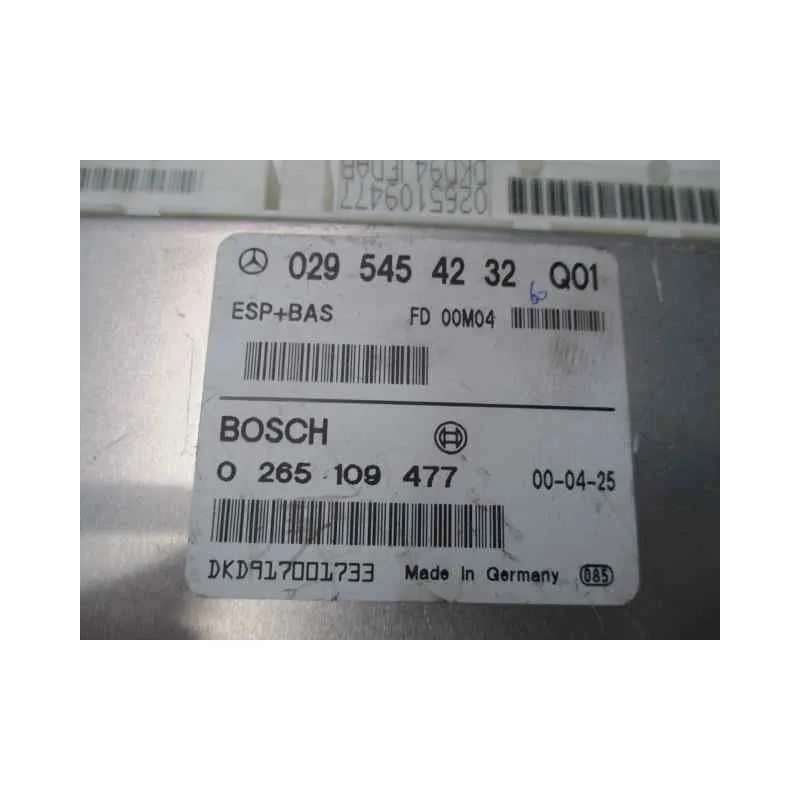 0265109477
029 545 42 32 Q01
ESP+BAS FD 00M04
BOSCH
0 265 109 477 00-04-25
DKD917001733 Made in Germany 085